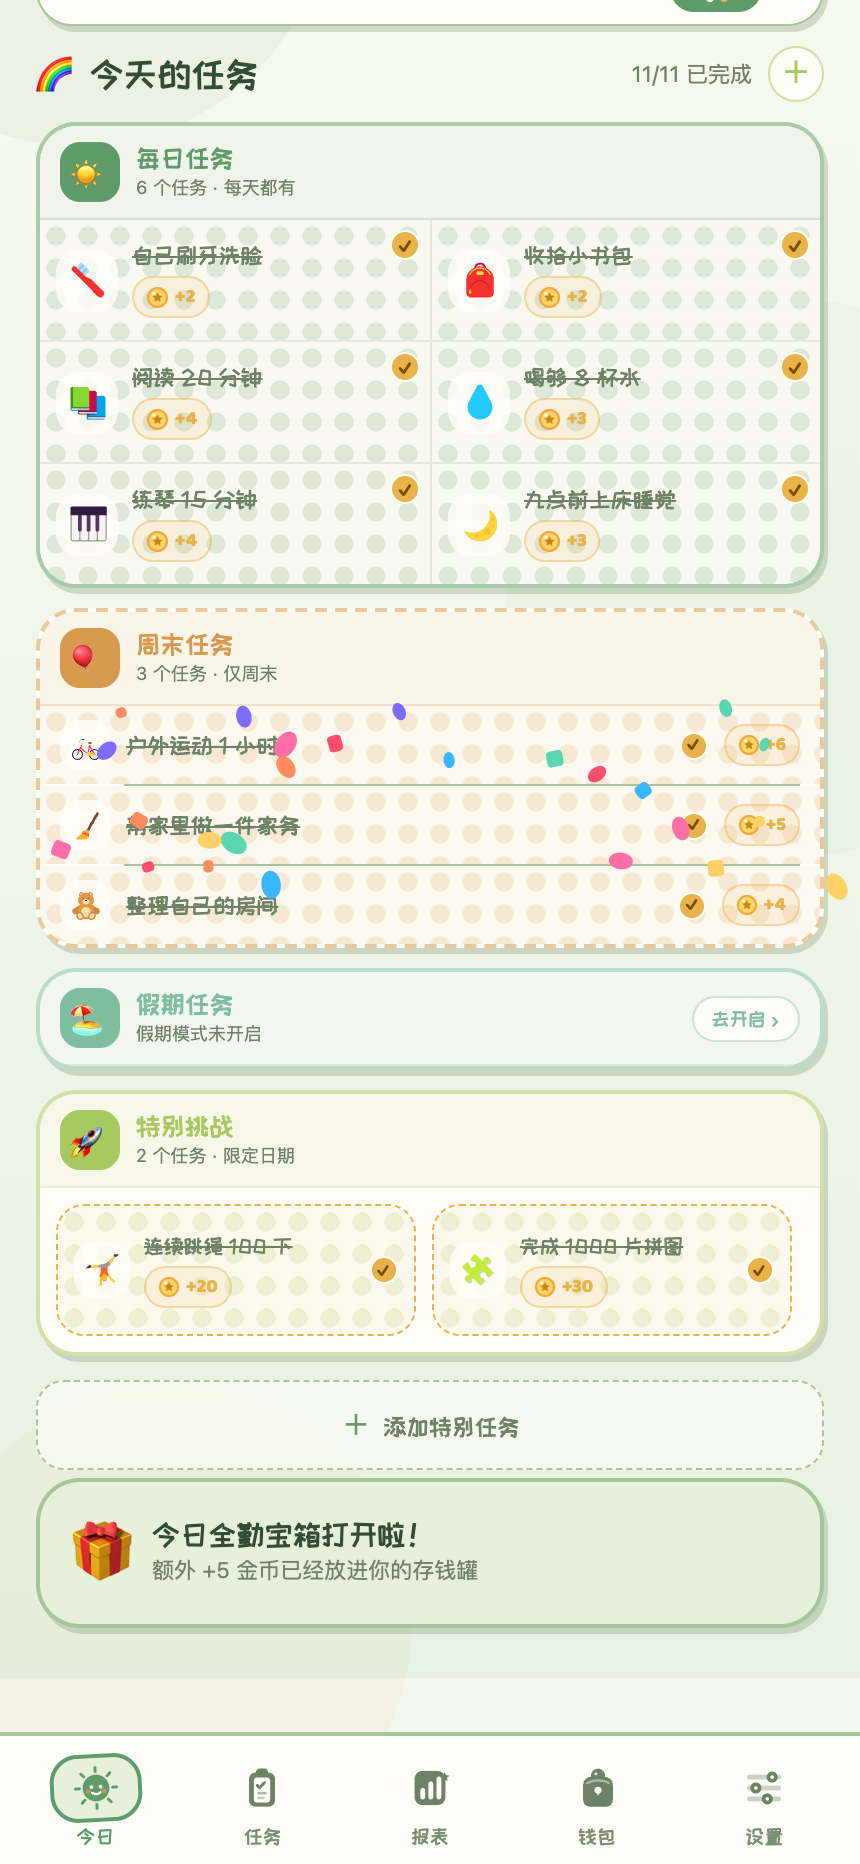 今天的任务
11/11 已完成
每日任务
6 个任务 · 每天都有
自己刷牙洗脸
+2
收拾小书包
+2
阅读 20 分钟
+4
喝够 8 杯水
+3
练琴 15 分钟
+4
九点前上床睡觉
+3
周末任务
3 个任务 · 仅周末
户外运动 1 小时
+6
帮家里做一件家务
+5
整理自己的房间
+4
假期任务
假期模式未开启
去开启 ›
特别挑战
2 个任务 · 限定日期
连续跳绳 100 下
+20
完成 1000 片拼图
+30
+ 添加特别任务
今日全勤宝箱打开啦!
额外 +5 金币已经放进你的存钱罐
今日
任务
报表
钱包
设置